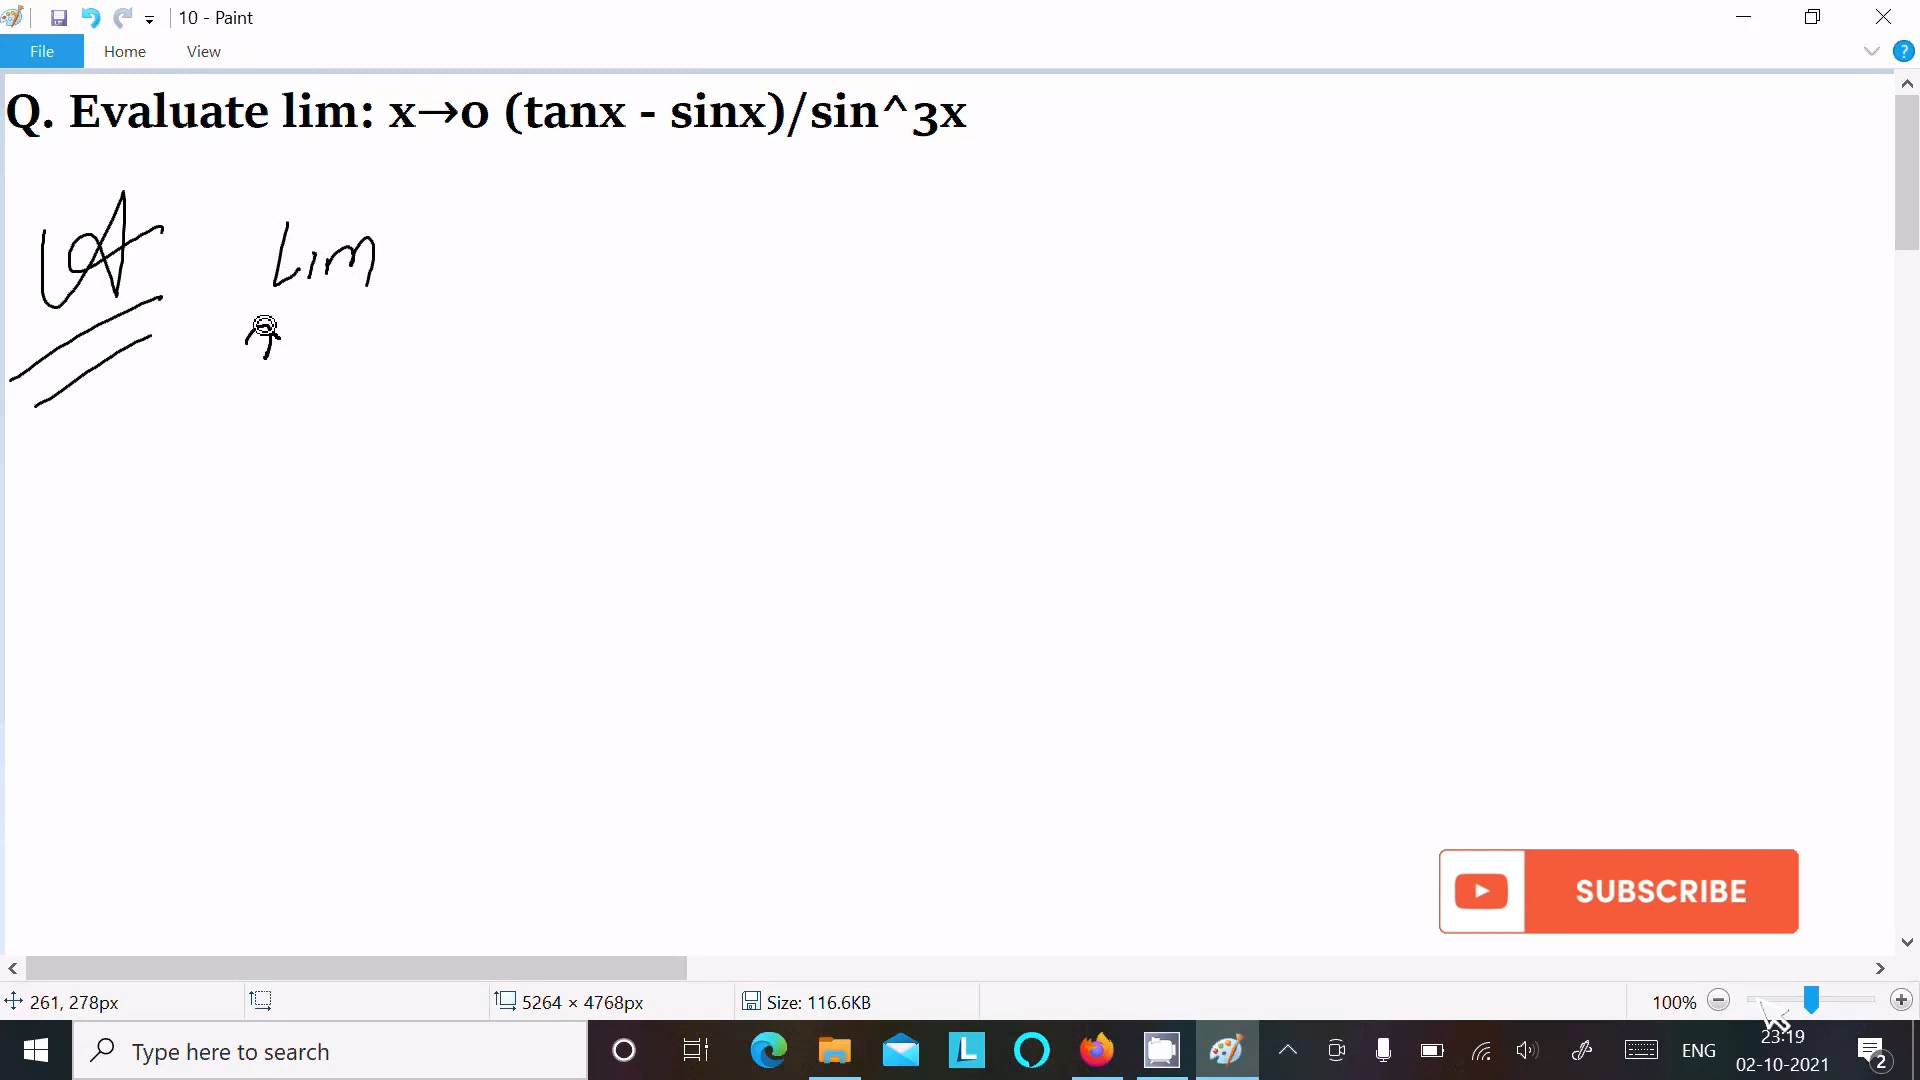 10 - Paint
File Home View
Q. Evaluate lim: x→0 (tanx - sinx)/sin^3x
Lim
SUBSCRIBE
261, 278px 5264 × 4768px Size: 116.6KB 100%
Type here to search
L
ENG
23:19
02-10-2021
2